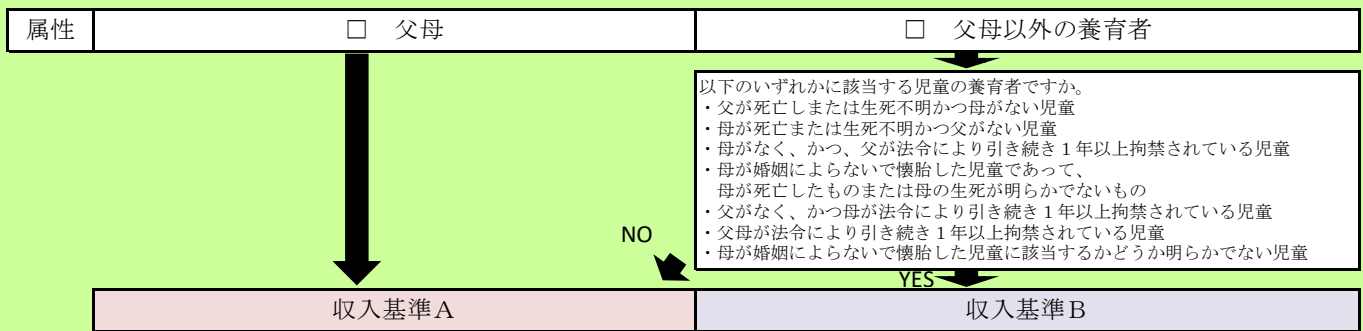 属性
□ 父母
□ 父母以外の養育者
以下のいずれかに該当する児童の養育者ですか。
・父が死亡しまたは生死不明かつ母がない児童
・母が死亡または生死不明かつ父がない児童
・母がなく、かつ、父が法令により引き続き１年以上拘禁されている児童
・母が婚姻によらないで懐胎した児童であって、
母が死亡したものまたは母の生死が明らかでないもの
・父がなく、かつ母が法令により引き続き１年以上拘禁されている児童
・父母が法令により引き続き１年以上拘禁されている児童
・母が婚姻によらないで懐胎した児童に該当するかどうか明らかでない児童
NO
YES
収入基準Ａ
収入基準Ｂ